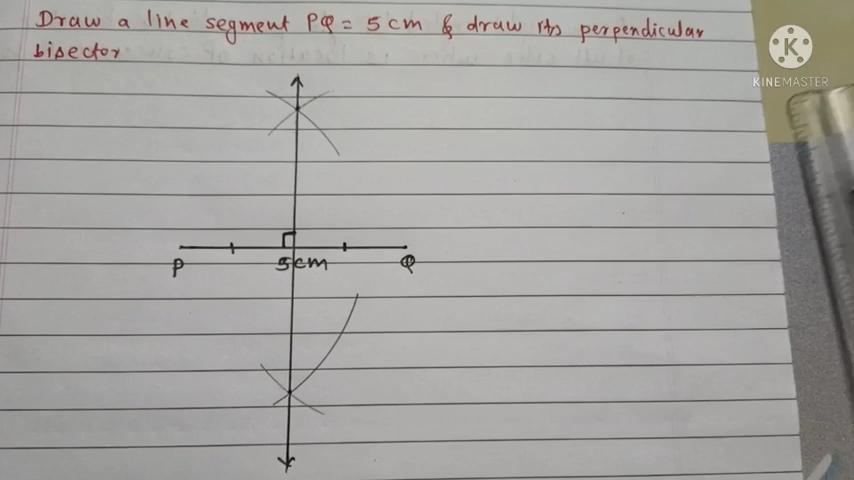 Draw a line segment PQ = 5 cm & draw its perpendicular
bisector
KINEMASTER
P 5cm Q